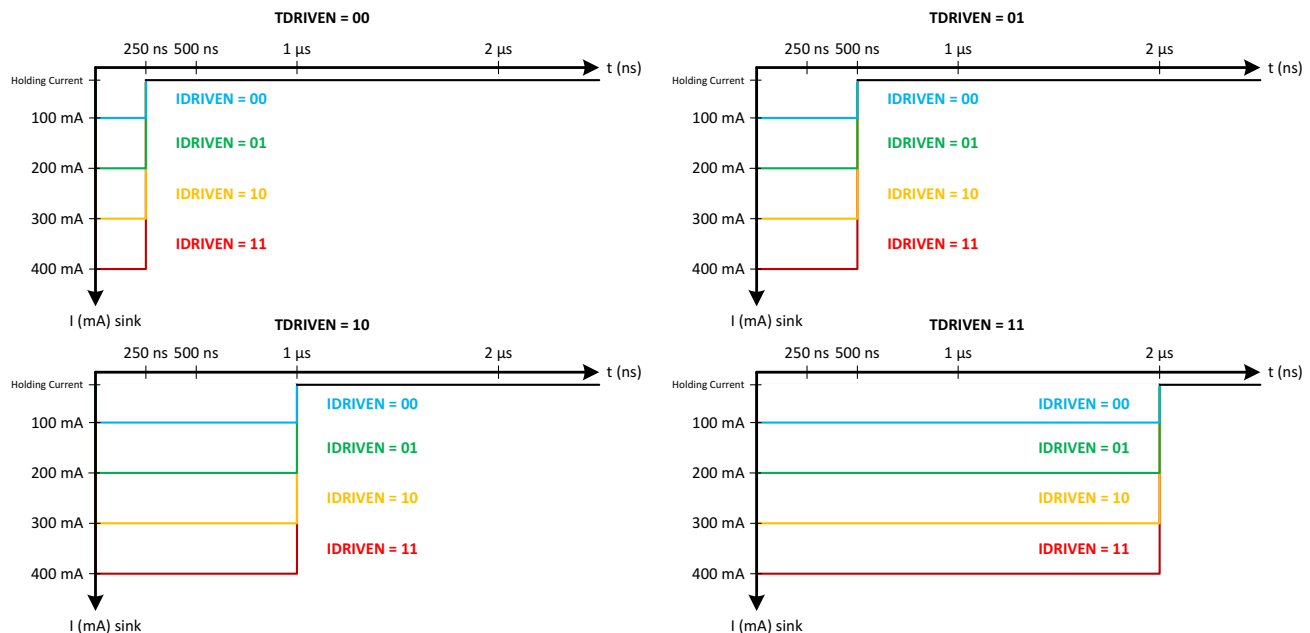 TDRIVEN = 00
250 ns 500 ns 1 µs 2 µs
t (ns)
Holding Current
IDRIVEN = 00
100 mA
IDRIVEN = 01
200 mA
IDRIVEN = 10
300 mA
IDRIVEN = 11
400 mA
I (mA) sink
TDRIVEN = 01
250 ns 500 ns 1 µs 2 µs
t (ns)
Holding Current
IDRIVEN = 00
100 mA
IDRIVEN = 01
200 mA
IDRIVEN = 10
300 mA
IDRIVEN = 11
400 mA
I (mA) sink
TDRIVEN = 10
250 ns 500 ns 1 µs 2 µs
t (ns)
Holding Current
IDRIVEN = 00
100 mA
IDRIVEN = 01
200 mA
IDRIVEN = 10
300 mA
IDRIVEN = 11
400 mA
I (mA) sink
TDRIVEN = 11
250 ns 500 ns 1 µs 2 µs
t (ns)
Holding Current
IDRIVEN = 00
100 mA
IDRIVEN = 01
200 mA
IDRIVEN = 10
300 mA
IDRIVEN = 11
400 mA
I (mA) sink